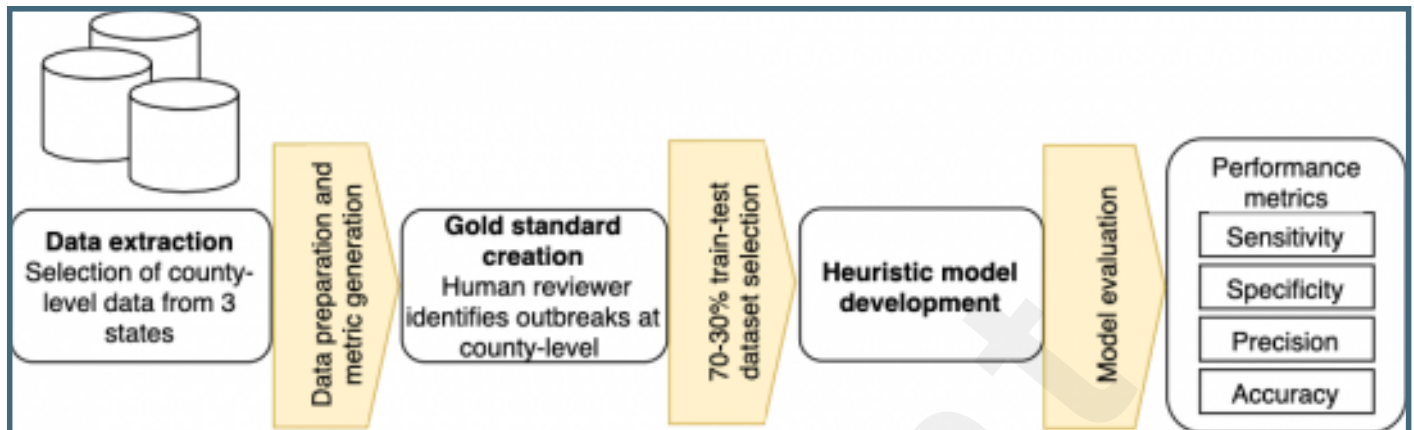 Data extraction
Selection of county-
level data from 3
states
Data preparation and
metric generation
Gold standard
creation
Human reviewer
identifies outbreaks at
county-level
70-30% train-test
dataset selection
Heuristic model
development
Model evaluation
Performance
metrics
Sensitivity
Specificity
Precision
Accuracy